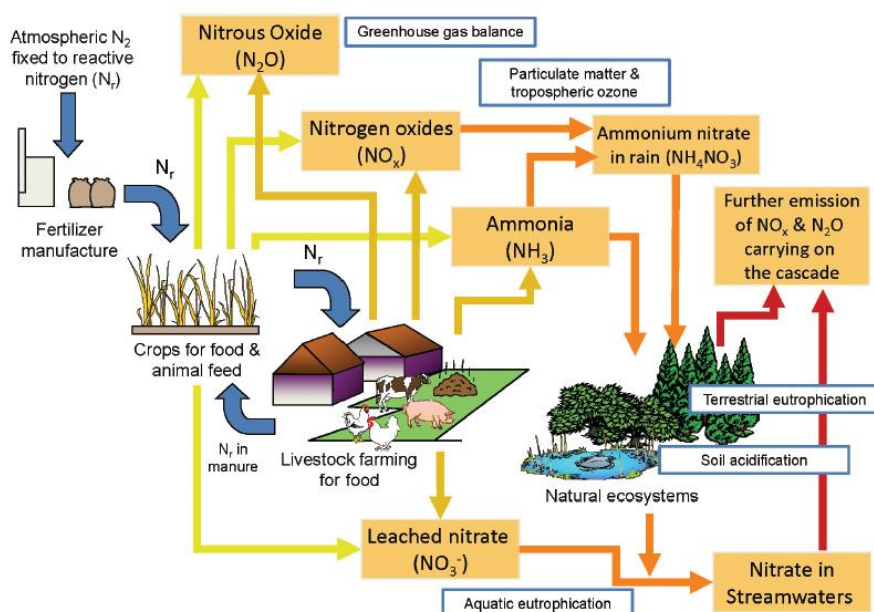 Atmospheric N₂
fixed to reactive
nitrogen (Nᵣ)
Nᵣ
Fertilizer
manufacture
Crops for food &
animal feed
Nᵣ
Nᵣ in
manure
Livestock farming
for food
Nitrous Oxide
(N₂O)
Greenhouse gas balance
Nitrogen oxides
(NOₓ)
Particulate matter &
tropospheric ozone
Ammonium nitrate
in rain (NH₄NO₃)
Ammonia
(NH₃)
Further emission
of NOₓ & N₂O
carrying on
the cascade
Terrestrial eutrophication
Soil acidification
Natural ecosystems
Leached nitrate
(NO₃⁻)
Aquatic eutrophication
Nitrate in
Streamwaters